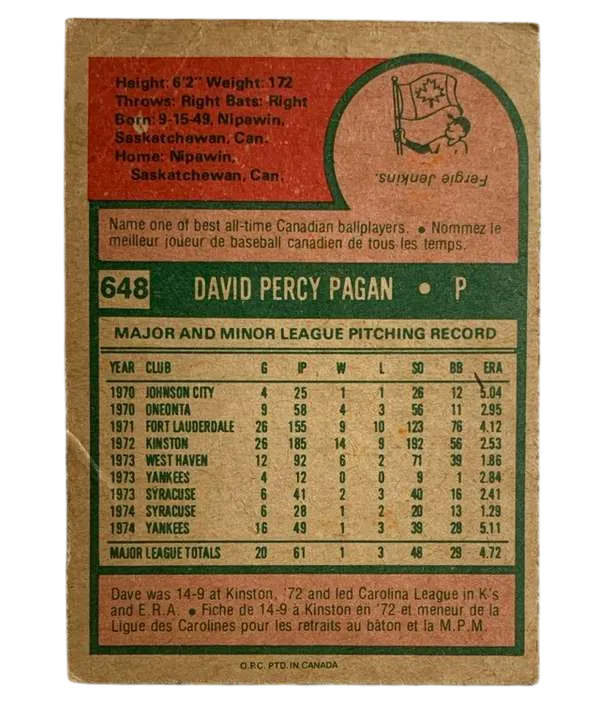 Height: 6'2" Weight: 172
Throws: Right Bats: Right
Born: 9-15-49, Nipawin,
Saskatchewan, Can.
Home: Nipawin,
Saskatchewan, Can.
Fergie Jenkins.
Name one of best all-time Canadian ballplayers. • Nommez le
meilleur joueur de baseball canadien de tous les temps.
648 DAVID PERCY PAGAN • P
MAJOR AND MINOR LEAGUE PITCHING RECORD
YEAR CLUB G IP W L SO BB ERA
1970 JOHNSON CITY 4 25 1 1 26 12 5.04
1970 ONEONTA 9 58 4 3 56 11 2.95
1971 FORT LAUDERDALE 26 155 9 10 123 76 4.12
1972 KINSTON 26 185 14 9 192 56 2.53
1973 WEST HAVEN 12 92 6 2 71 39 1.86
1973 YANKEES 4 12 0 0 9 1 2.84
1973 SYRACUSE 6 41 2 3 40 16 2.41
1974 SYRACUSE 6 28 1 2 20 13 1.29
1974 YANKEES 16 49 1 3 39 28 5.11
MAJOR LEAGUE TOTALS 20 61 1 3 48 29 4.72
Dave was 14-9 at Kinston, '72 and led Carolina League in K's
and E.R.A. • Fiche de 14-9 à Kinston en '72 et meneur de la
Ligue des Carolines pour les retraits au bâton et la M.P.M.
O.P.C. PTD. IN CANADA